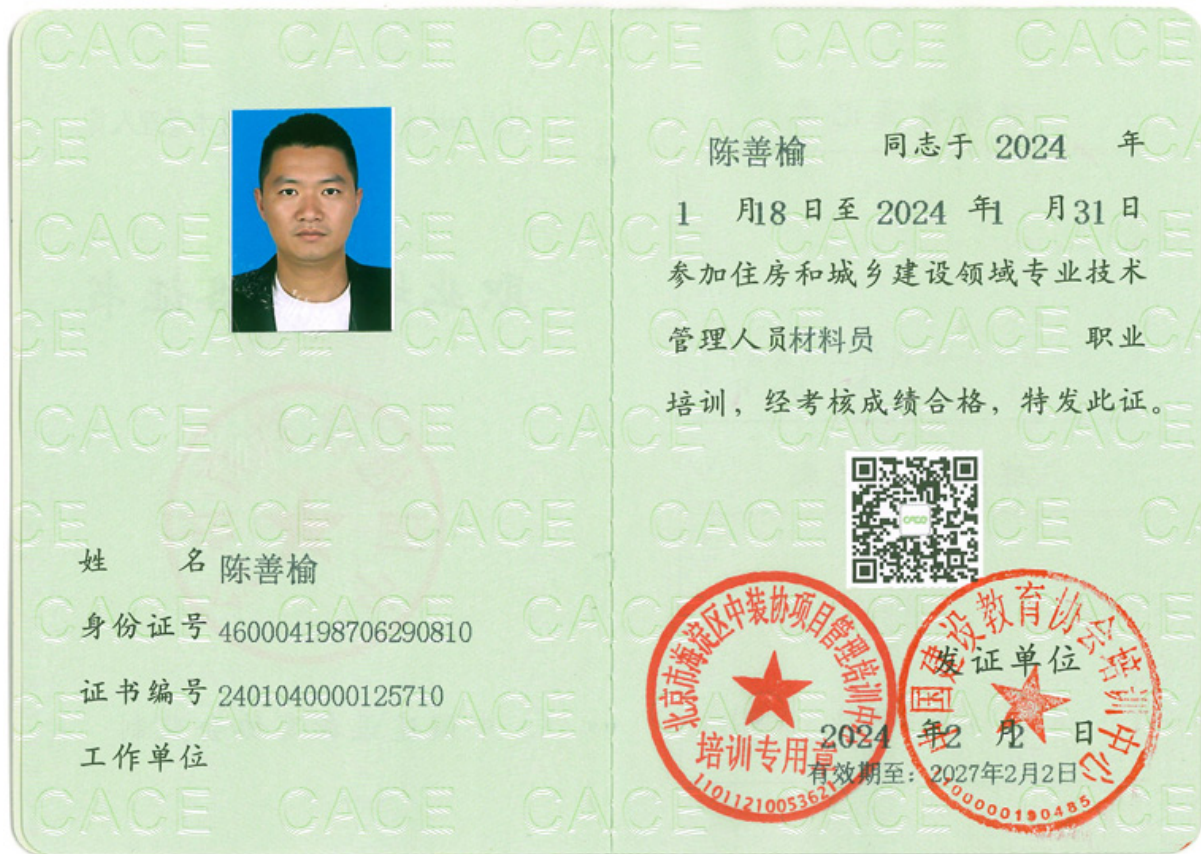 陈善榆 同志于 2024 年
1 月18 日至 2024 年1 月31 日
参加住房和城乡建设领域专业技术
管理人员材料员 职业
培训，经考核成绩合格，特发此证。
姓 名 陈善榆
身份证号 460004198706290810
证书编号 2401040000125710
工作单位
北京市海淀区中装协项目管理培训中心
培训专用章
1101121005362
中国建设教育协会培训中心
发证单位
2024 年2 月2 日
有效期至：2027年2月2日
100000190485
CACE